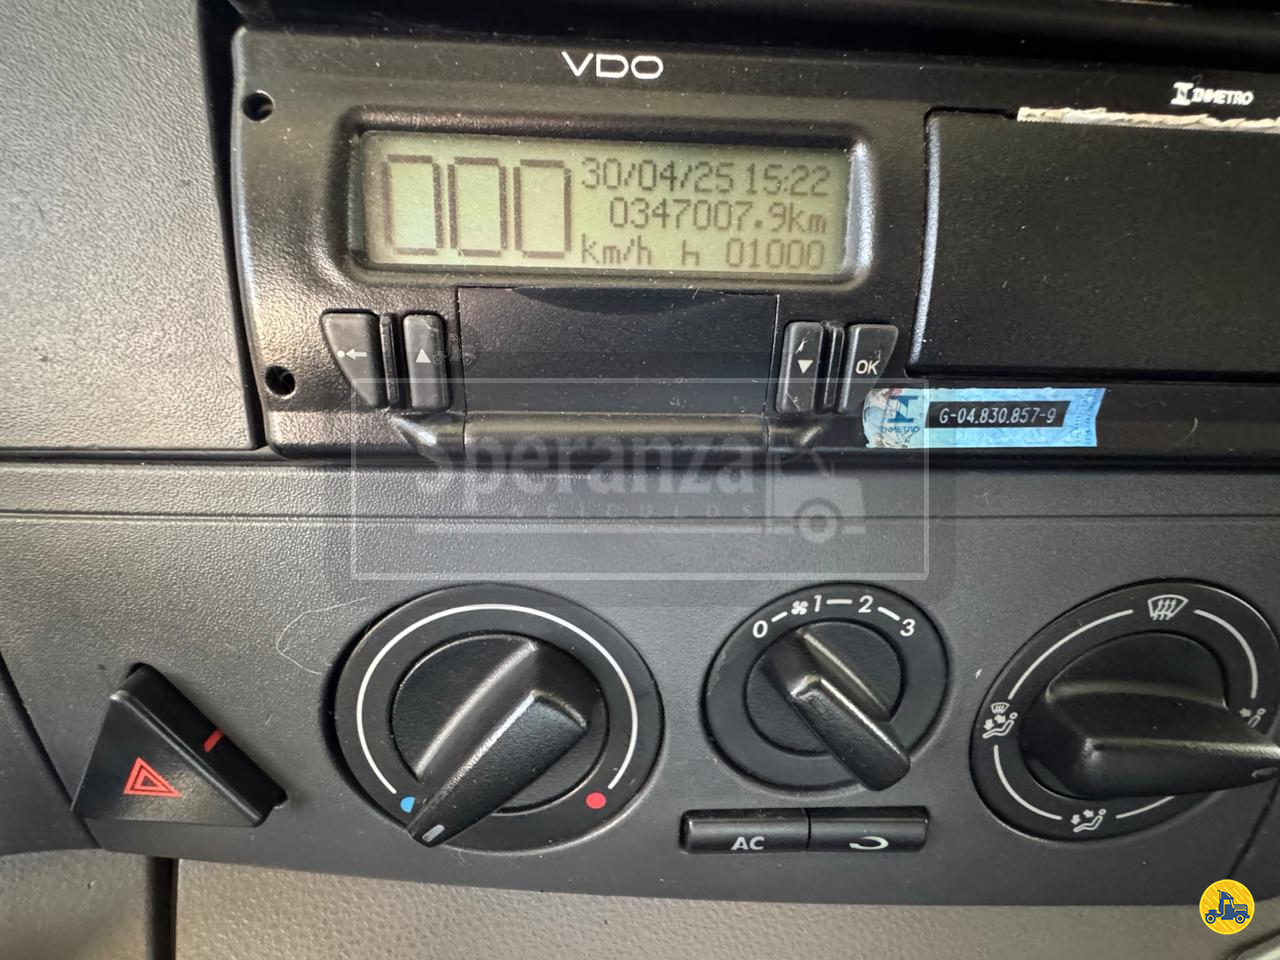 VDO
INMETRO
000
30/04/25 15:22
0347007.9km
km/h h 01000
OK
INMETRO
G-04.830.857-9
Speranza
VEÍCULOS
0 1 2 3
AC